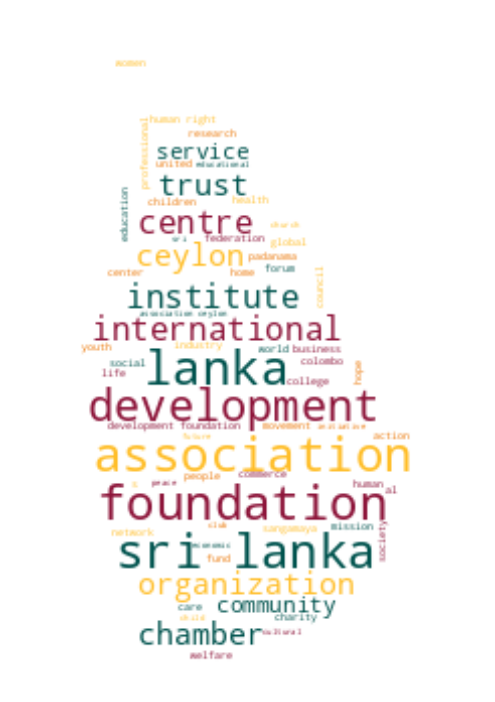 women
human right
professional
research
service
united educational
trust
children health
education
centre
church
sri federation global
ceylon padanama
center home forum
council
institute
association ceylon
international
youth industry world business
lanka
social colombo
life college hope
development
development foundation movement initiative
future action
association
people commerce
s peace human al
foundation
club sangamaya mission
network society
sri lanka
economic
fund
organization
care community
child charity
chamber cultural
welfare